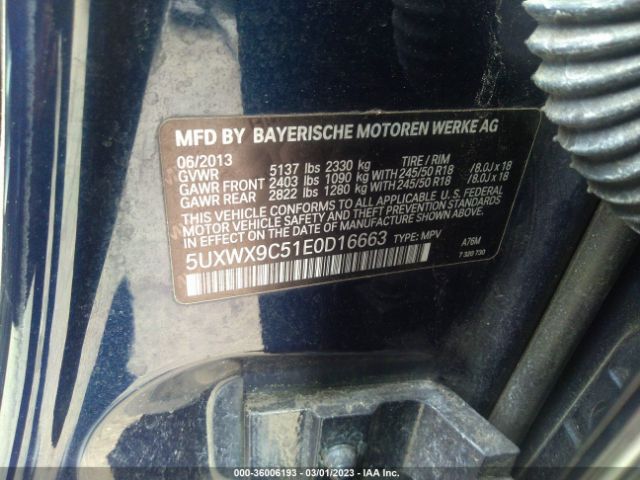 MFD BY BAYERISCHE MOTOREN WERKE AG
06/2013 TIRE / RIM
GVWR 5137 lbs 2330 kg
GAWR FRONT 2403 lbs 1090 kg WITH 245/50 R18 /8.0J x 18
GAWR REAR 2822 lbs 1280 kg WITH 245/50 R18 /8.0J x 18
THIS VEHICLE CONFORMS TO ALL APPLICABLE U.S. FEDERAL
MOTOR VEHICLE SAFETY AND THEFT PREVENTION STANDARDS
IN EFFECT ON THE DATE OF MANUFACTURE SHOWN ABOVE.
5UXWX9C51E0D16663 TYPE: MPV A76M
7 320 730
000-36006193 - 03/01/2023 - IAA Inc.